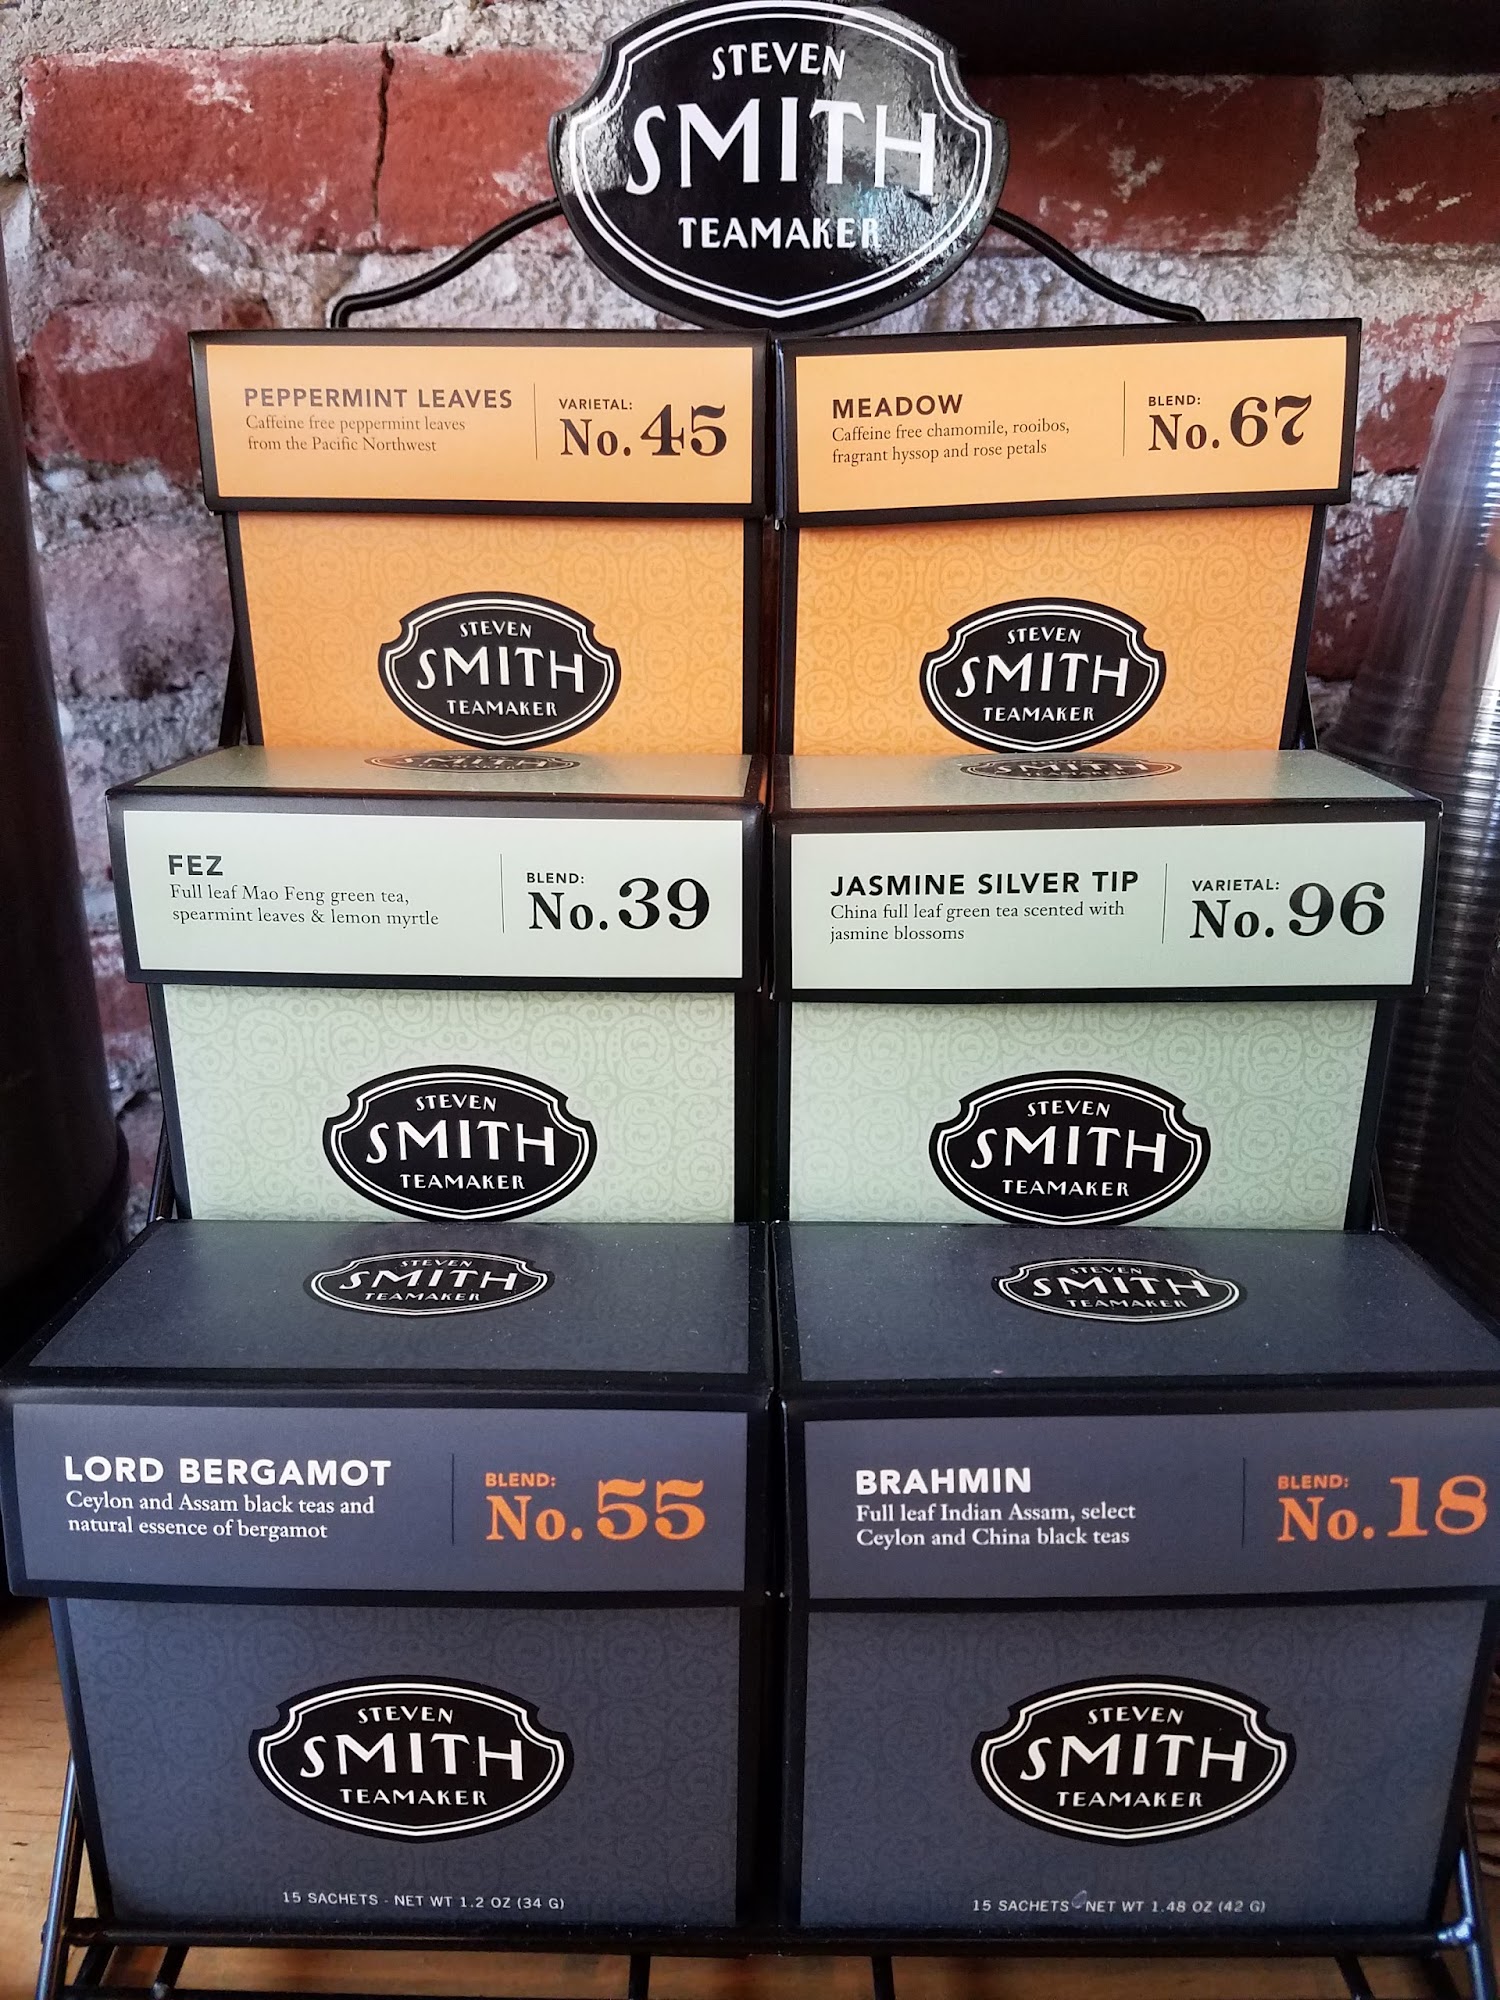 STEVEN
SMITH
TEAMAKER
PEPPERMINT LEAVES
Caffeine free peppermint leaves
from the Pacific Northwest
VARIETAL:
No. 45
MEADOW
Caffeine free chamomile, rooibos,
fragrant hyssop and rose petals
BLEND:
No. 67
STEVEN
SMITH
TEAMAKER
STEVEN
SMITH
TEAMAKER
SMITH
TEAMAKER
SMITH
TEAMAKER
FEZ
Full leaf Mao Feng green tea,
spearmint leaves & lemon myrtle
BLEND:
No. 39
JASMINE SILVER TIP
China full leaf green tea scented with
jasmine blossoms
VARIETAL:
No. 96
STEVEN
SMITH
TEAMAKER
STEVEN
SMITH
TEAMAKER
STEVEN
SMITH
TEAMAKER
STEVEN
SMITH
TEAMAKER
LORD BERGAMOT
Ceylon and Assam black teas and
natural essence of bergamot
BLEND:
No. 55
BRAHMIN
Full leaf Indian Assam, select
Ceylon and China black teas
BLEND:
No. 18
STEVEN
SMITH
TEAMAKER
15 SACHETS · NET WT 1.2 OZ (34 G)
STEVEN
SMITH
TEAMAKER
15 SACHETS NET WT 1.48 OZ (42 G)